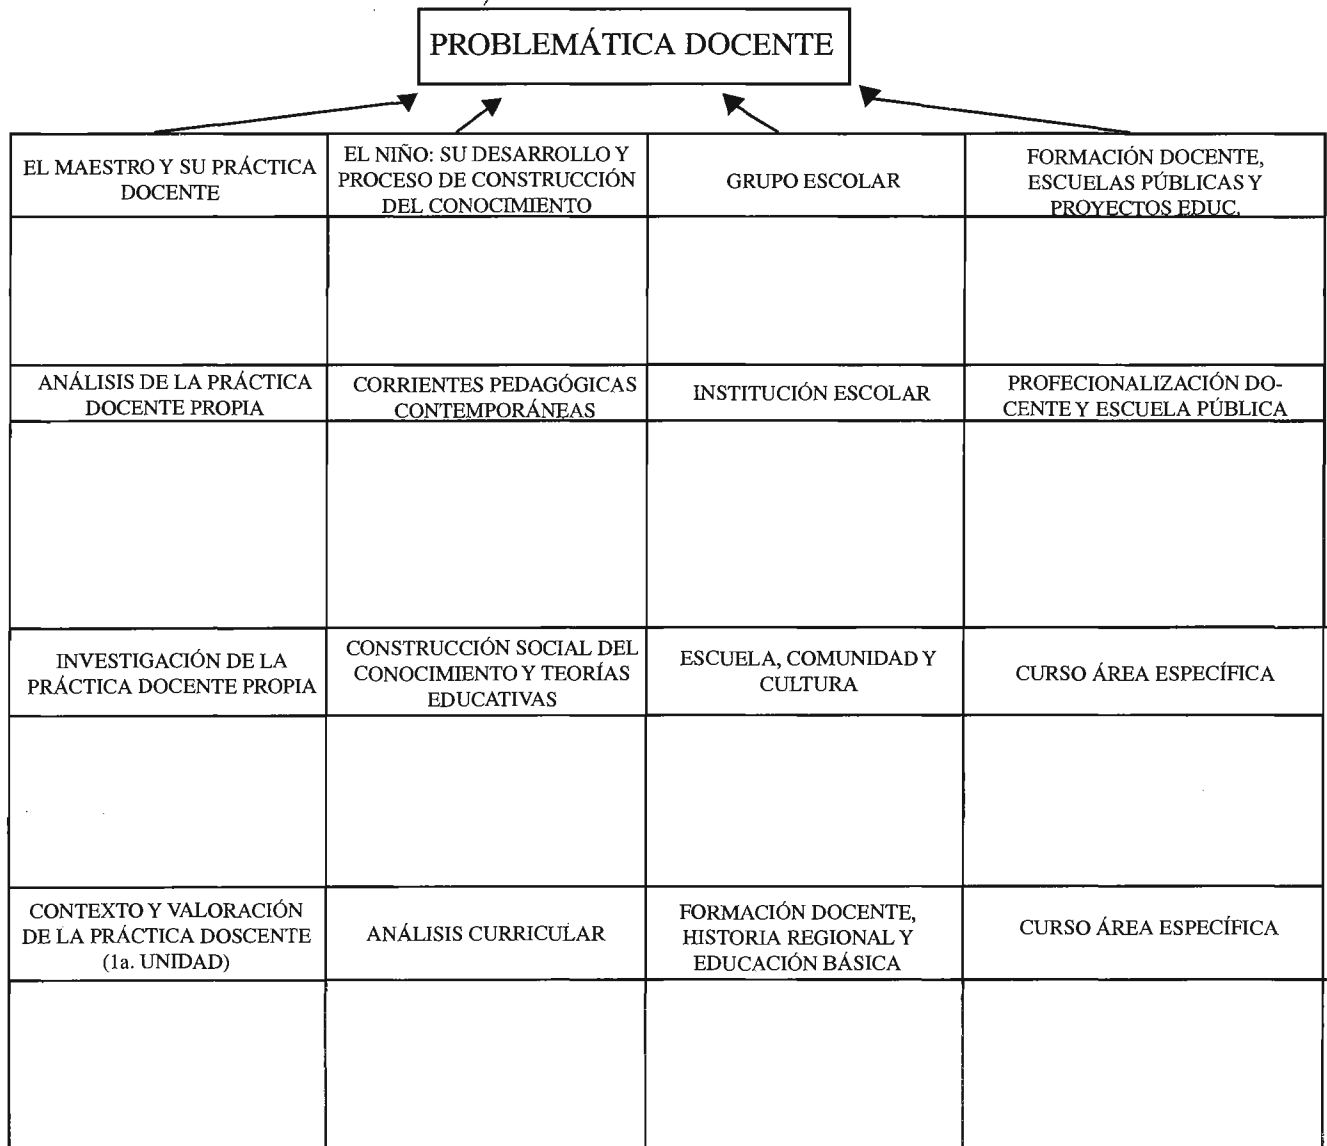 PROBLEMÁTICA DOCENTE
EL MAESTRO Y SU PRÁCTICA
DOCENTE
EL NIÑO: SU DESARROLLO Y
PROCESO DE CONSTRUCCIÓN
DEL CONOCIMIENTO
GRUPO ESCOLAR
FORMACIÓN DOCENTE,
ESCUELAS PÚBLICAS Y
PROYECTOS EDUC.
ANÁLISIS DE LA PRÁCTICA
DOCENTE PROPIA
CORRIENTES PEDAGÓGICAS
CONTEMPORÁNEAS
INSTITUCIÓN ESCOLAR
PROFECIONALIZACIÓN DO-
CENTE Y ESCUELA PÚBLICA
INVESTIGACIÓN DE LA
PRÁCTICA DOCENTE PROPIA
CONSTRUCCIÓN SOCIAL DEL
CONOCIMIENTO Y TEORÍAS
EDUCATIVAS
ESCUELA, COMUNIDAD Y
CULTURA
CURSO ÁREA ESPECÍFICA
CONTEXTO Y VALORACIÓN
DE LA PRÁCTICA DOSCENTE
(1a. UNIDAD)
ANÁLISIS CURRICULAR
FORMACIÓN DOCENTE,
HISTORIA REGIONAL Y
EDUCACIÓN BÁSICA
CURSO ÁREA ESPECÍFICA